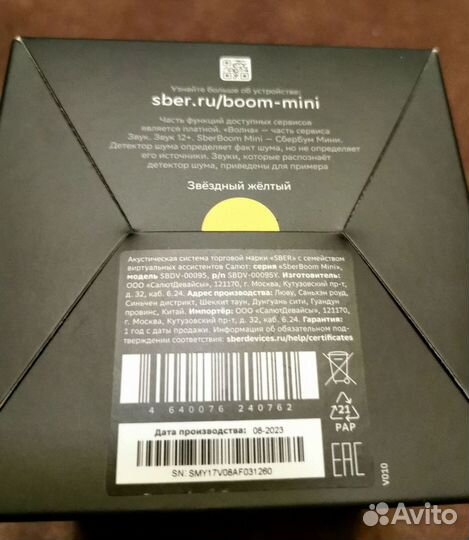 Узнайте больше об устройстве:
sber.ru/boom-mini
Часть функций доступных сервисов
является платной. «Волна» — часть сервиса
Звук. Звук 12+. SberBoom Mini — Сбербум Мини.
Детектор шума определяет факт шума, но не определяет
его источники. Звуки, которые распознаёт
детектор шума, приведены для примера
Звёздный жёлтый
Акустическая система торговой марки «SBER» с семейством
виртуальных ассистентов Салют: серия «SberBoom Mini»,
модель SBDV-00095, p/n SBDV-00095Y. Изготовитель:
ООО «СалютДевайсы», 121170, г. Москва, Кутузовский пр-т,
д. 32, каб. 6.24. Адрес производства: Люву, Саньхэн роуд,
Синьчен дистрикт, Шекпит таун, Дунгуань сити, Гуандун
провинс, Китай. Импортёр: ООО «СалютДевайсы», 121170,
г. Москва, Кутузовский пр-т, д. 32, каб. 6.24. Гарантия:
1 год с даты продажи. Информация об обязательном под-
тверждении соответствия: sberdevices.ru/help/certificates
4 640076 240762
21
PAP
Дата производства: 08-2023
SN: SMY17V08AF031260
EAC
V010
Avito